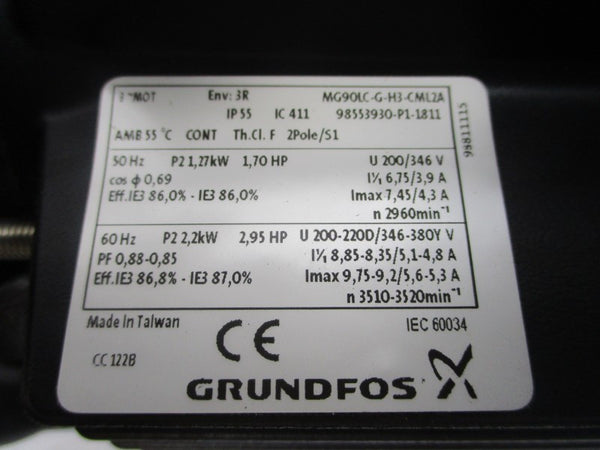 3~MOT Env: 3R MG90LC-G-H3-CML2A
IP 55 IC 411 98553930-P1-1811
AMB 55 °C CONT Th.Cl. F 2Pole/S1
98811115
50 Hz P2 1,27kW 1,70 HP U 200/346 V
cos ϕ 0,69 I1/1 6,75/3,9 A
Eff.IE3 86,0% - IE3 86,0% Imax 7,45/4,3 A
n 2960min⁻¹
60 Hz P2 2,2kW 2,95 HP U 200-220D/346-380Y V
PF 0,88-0,85 I1/1 8,85-8,35/5,1-4,8 A
Eff.IE3 86,8% - IE3 87,0% Imax 9,75-9,2/5,6-5,3 A
n 3510-3520min⁻¹
Made In Taiwan IEC 60034
CE
CC 122B
GRUNDFOS